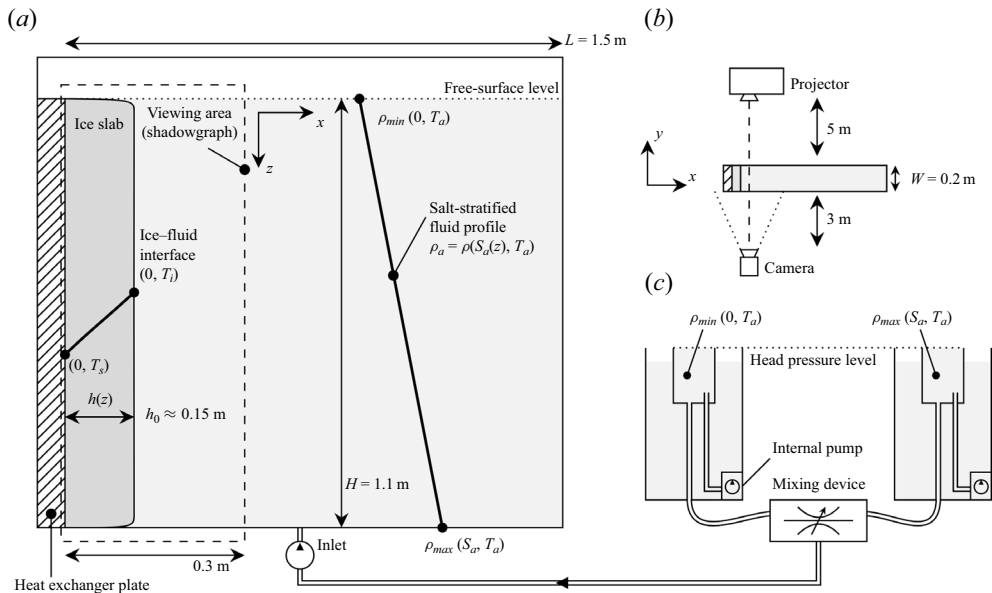 (a)
L = 1.5 m
Free-surface level
Ice slab
Viewing area
(shadowgraph)
x
z
ρmin (0, Ta)
Salt-stratified
fluid profile
ρa = ρ(Sa(z), Ta)
Ice–fluid
interface
(0, Ti)
(0, Ts)
h(z)
h0 ≈ 0.15 m
H = 1.1 m
Inlet
ρmax (Sa, Ta)
0.3 m
Heat exchanger plate
(b)
Projector
5 m
y
x
W = 0.2 m
3 m
Camera
(c)
ρmin (0, Ta)
ρmax (Sa, Ta)
Head pressure level
Internal pump
Mixing device